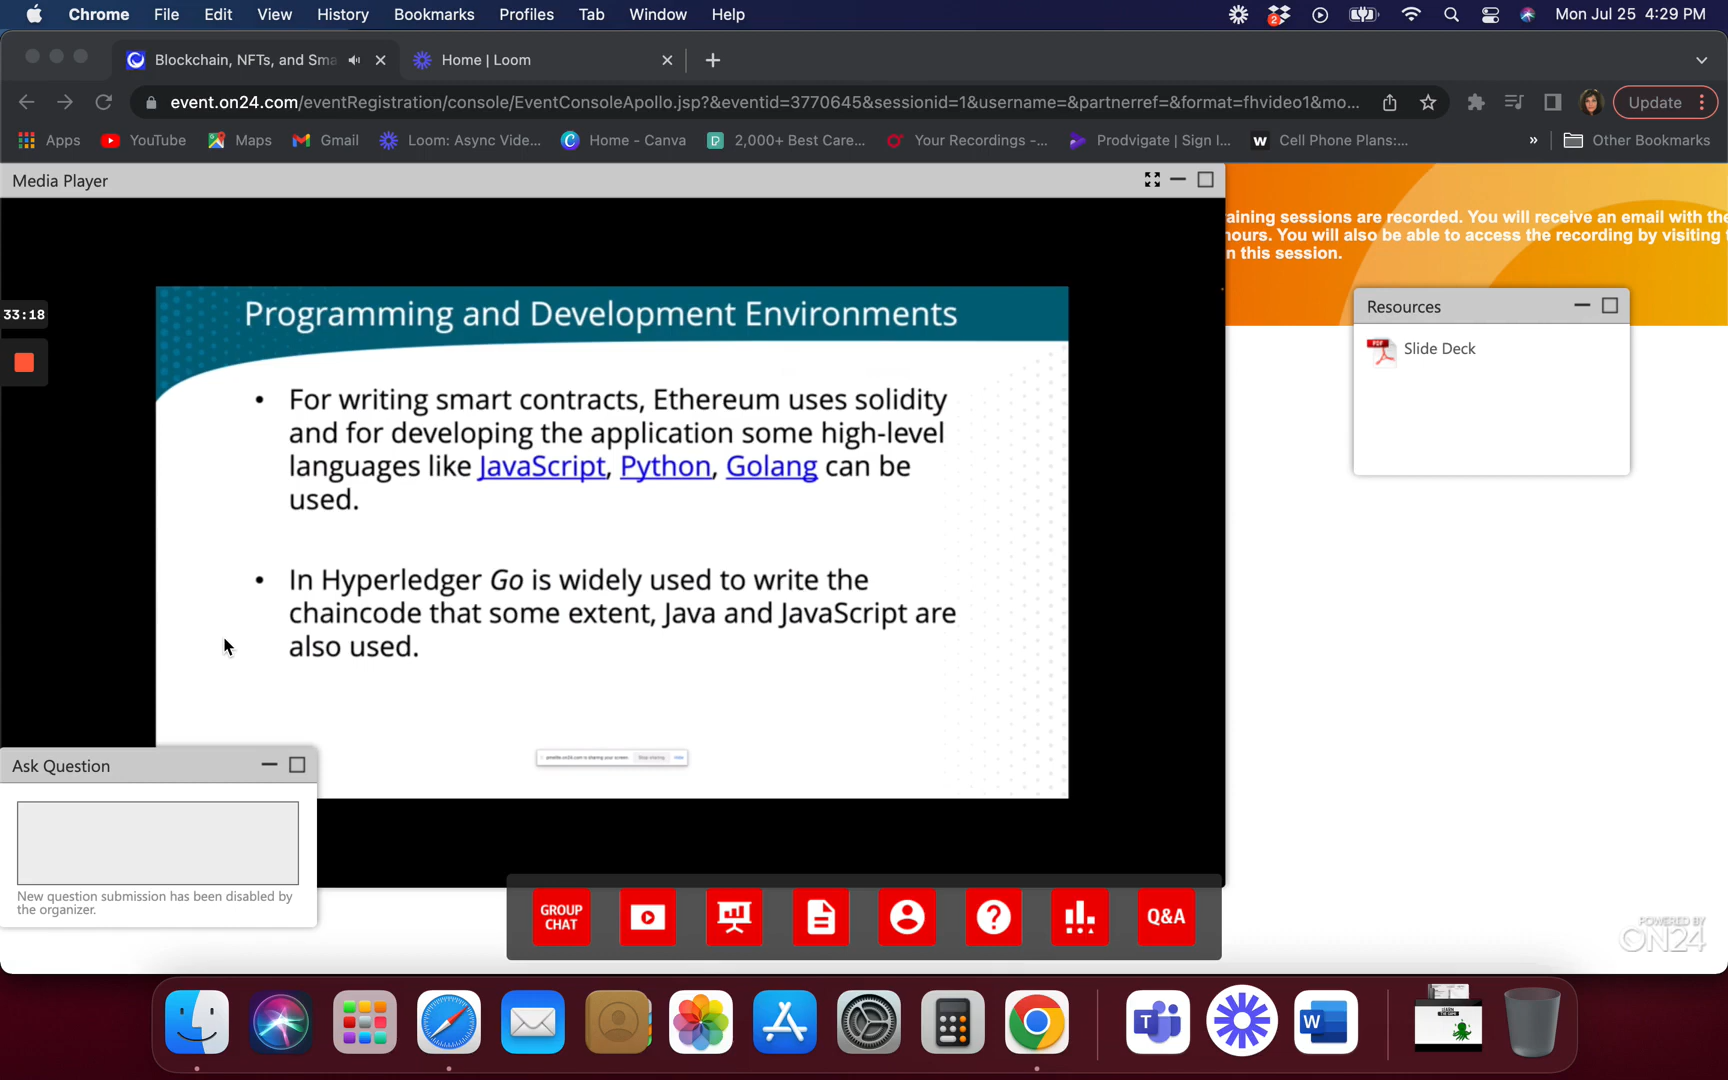 Chrome File Edit View History Bookmarks Profiles Tab Window Help
2
Mon Jul 25 4:29 PM
Blockchain, NFTs, and Sma
Home | Loom
event.on24.com/eventRegistration/console/EventConsoleApollo.jsp?&eventid=3770645&sessionid=1&username=&partnerref=&format=fhvideo1&mo...
Update
Apps YouTube Maps Gmail Loom: Async Vide... Home - Canva 2,000+ Best Care... Your Recordings -... Prodvigate | Sign I... Cell Phone Plans:... » Other Bookmarks
Media Player
aining sessions are recorded. You will receive an email with the
hours. You will also be able to access the recording by visiting
n this session.
33:18
Programming and Development Environments
• For writing smart contracts, Ethereum uses solidity
and for developing the application some high-level
languages like JavaScript, Python, Golang can be
used.
• In Hyperledger Go is widely used to write the
chaincode that some extent, Java and JavaScript are
also used.
Stop sharing Hide
Resources
PDF
Slide Deck
Ask Question
New question submission has been disabled by
the organizer.
GROUP
CHAT
Q&A
POWERED BY
ON24